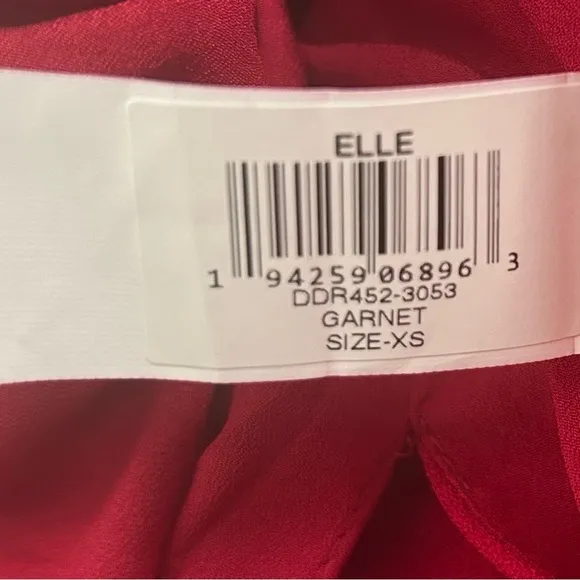 ELLE
1 94259 06896 3
DDR452-3053
GARNET
SIZE-XS